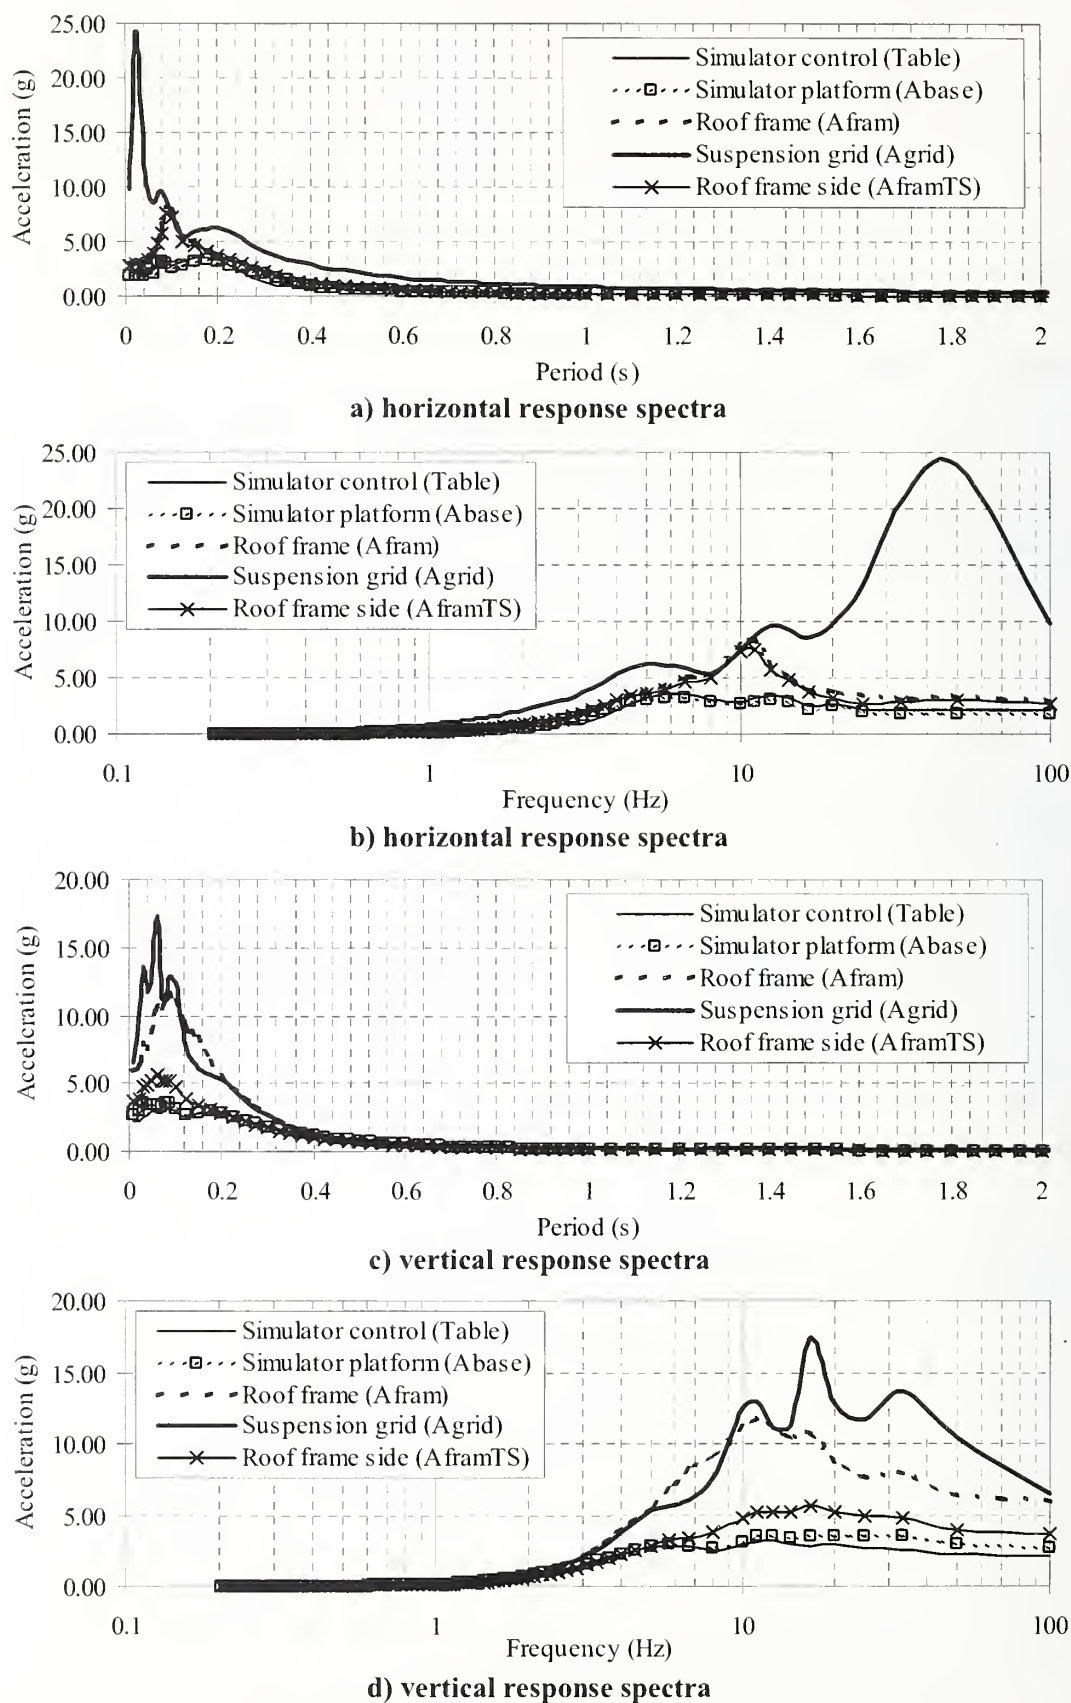 25.00
20.00
15.00
10.00
5.00
0.00
Acceleration (g)
Simulator control (Table)
Simulator platform (Abase)
Roof frame (Afram)
Suspension grid (Agrid)
Roof frame side (AframTS)
0 0.2 0.4 0.6 0.8 1 1.2 1.4 1.6 1.8 2
Period (s)
a) horizontal response spectra
25.00
20.00
15.00
10.00
5.00
0.00
Acceleration (g)
Simulator control (Table)
Simulator platform (Abase)
Roof frame (Afram)
Suspension grid (Agrid)
Roof frame side (AframTS)
0.1 1 10 100
Frequency (Hz)
b) horizontal response spectra
20.00
15.00
10.00
5.00
0.00
Acceleration (g)
Simulator control (Table)
Simulator platform (Abase)
Roof frame (Afram)
Suspension grid (Agrid)
Roof frame side (AframTS)
0 0.2 0.4 0.6 0.8 1 1.2 1.4 1.6 1.8 2
Period (s)
c) vertical response spectra
20.00
15.00
10.00
5.00
0.00
Acceleration (g)
Simulator control (Table)
Simulator platform (Abase)
Roof frame (Afram)
Suspension grid (Agrid)
Roof frame side (AframTS)
0.1 1 10 100
Frequency (Hz)
d) vertical response spectra